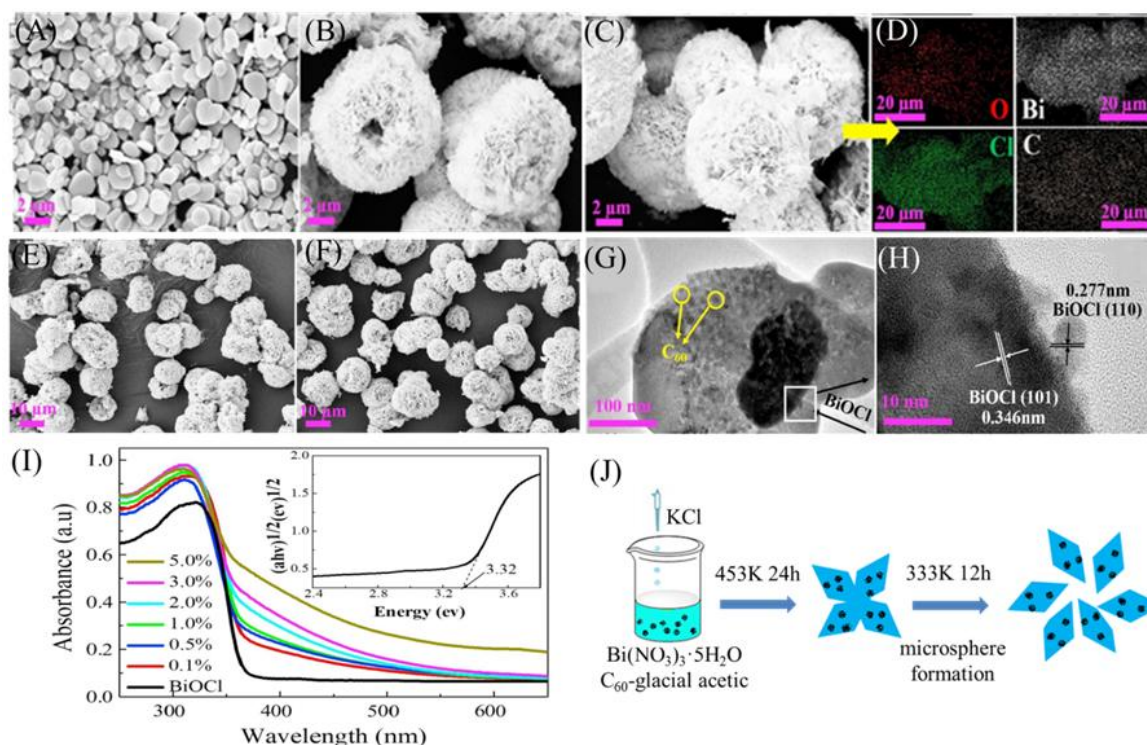 (A)
2 µm
(B)
2 µm
(C)
2 µm
(D)
20 µm
O
Bi
20 µm
Cl
20 µm
C
20 µm
(E)
10 µm
(F)
10 µm
(G)
C60
BiOCl
100 nm
(H)
0.277nm
BiOCl (110)
BiOCl (101)
0.346nm
10 nm
(I)
Absorbance (a.u)
1.0
0.8
0.6
0.4
0.2
0.0
300
400
500
600
Wavelength (nm)
5.0%
3.0%
2.0%
1.0%
0.5%
0.1%
BiOCl
(ahv)1/2(ev)1/2
2.0
1.5
1.0
0.5
2.4
2.8
3.2
3.6
3.32
Energy (ev)
(J)
KCl
453K 24h
333K 12h
Bi(NO3)3·5H2O
C60-glacial acetic
microsphere
formation